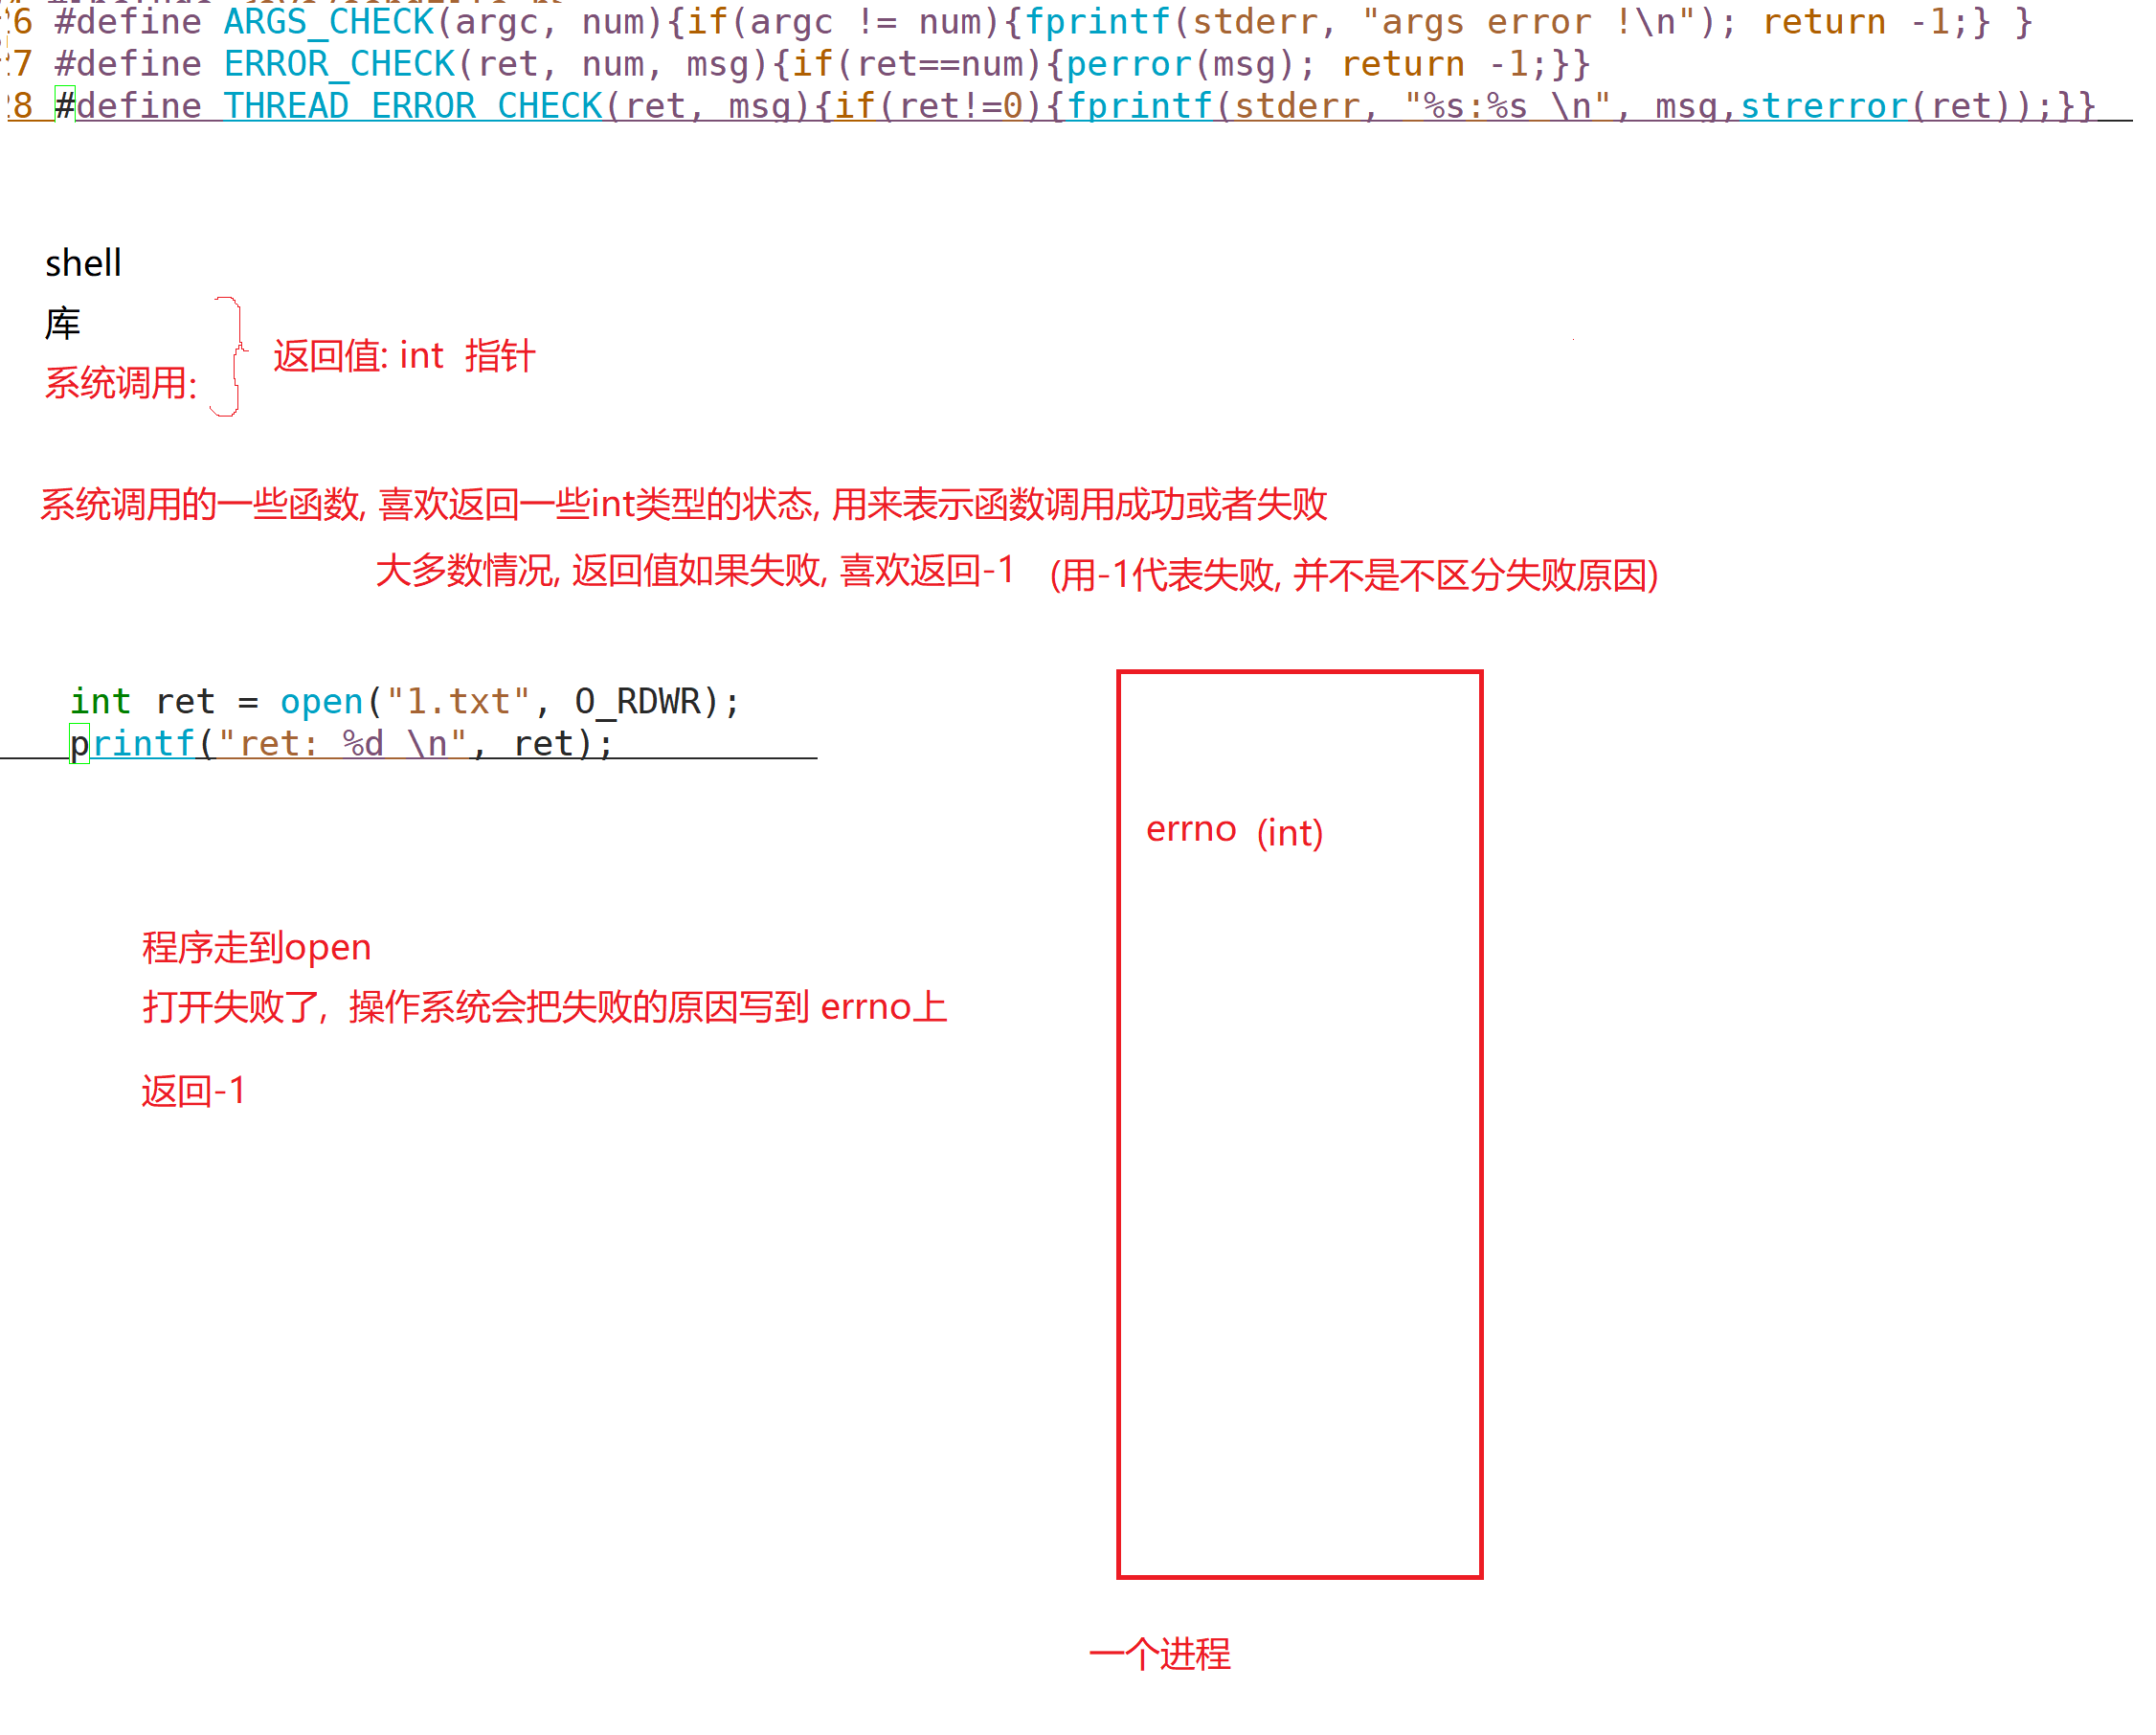 26 #define ARGS_CHECK(argc, num){if(argc != num){fprintf(stderr, "args error !\n"); return -1;} }
27 #define ERROR_CHECK(ret, num, msg){if(ret==num){perror(msg); return -1;}}
28 #define THREAD_ERROR_CHECK(ret, msg){if(ret!=0){fprintf(stderr, "%s:%s \n", msg,strerror(ret));}}
shell
库
系统调用:
返回值: int 指针
系统调用的一些函数, 喜欢返回一些int类型的状态, 用来表示函数调用成功或者失败
大多数情况, 返回值如果失败, 喜欢返回-1 (用-1代表失败, 并不是不区分失败原因)
int ret = open("1.txt", O_RDWR);
printf("ret: %d \n", ret);
errno (int)
程序走到open
打开失败了, 操作系统会把失败的原因写到 errno上
返回-1
一个进程